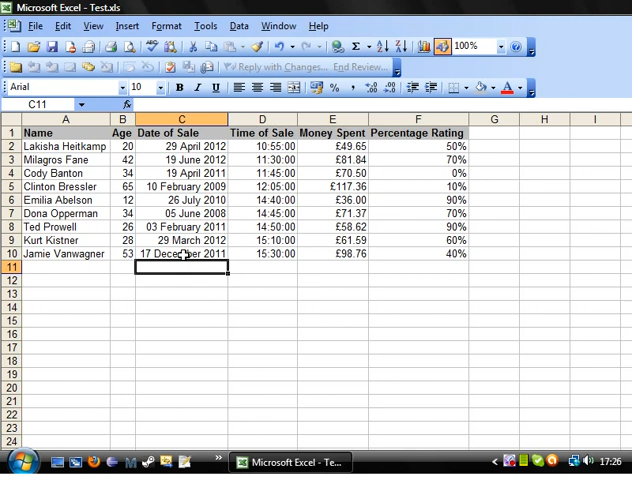 Microsoft Excel - Test.xls
File Edit View Insert Format Tools Data Window Help
100%
Reply with Changes... End Review...
Arial 10 B I U
C11 fx
A B C D E F G H I
1 Name Age Date of Sale Time of Sale Money Spent Percentage Rating
2 Lakisha Heitkamp 20 29 April 2012 10:55:00 £49.65 50%
3 Milagros Fane 42 19 June 2012 11:30:00 £81.84 70%
4 Cody Banton 34 19 April 2011 11:45:00 £70.50 0%
5 Clinton Bressler 65 10 February 2009 12:05:00 £117.36 10%
6 Emilia Abelson 12 26 July 2010 14:40:00 £36.00 90%
7 Dona Opperman 34 05 June 2008 14:45:00 £71.37 70%
8 Ted Prowell 26 03 February 2011 14:50:00 £58.62 90%
9 Kurt Kistner 28 29 March 2012 15:10:00 £61.59 60%
10 Jamie Vanwagner 53 17 December 2011 15:30:00 £98.76 40%
11
12
13
14
15
16
17
18
19
20
21
22
23
24
Microsoft Excel - Te... 17:26